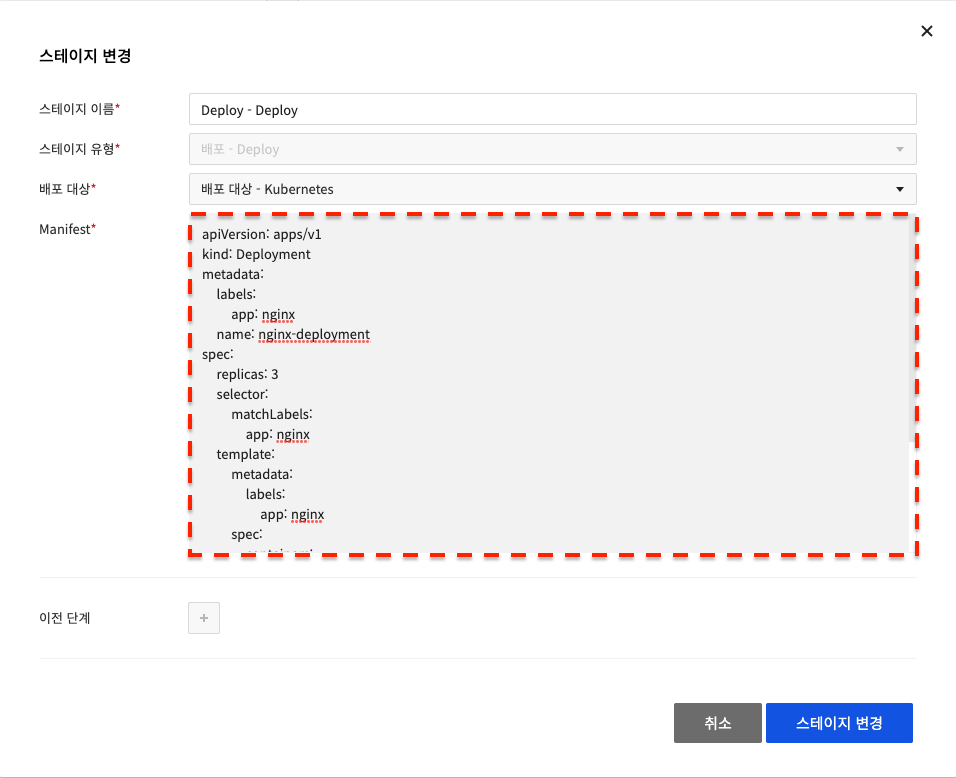 스테이지 변경
스테이지 이름* Deploy - Deploy
스테이지 유형* 배포 - Deploy
배포 대상* 배포 대상 - Kubernetes
Manifest*
apiVersion: apps/v1
kind: Deployment
metadata:
  labels:
    app: nginx
  name: nginx-deployment
spec:
  replicas: 3
  selector:
    matchLabels:
      app: nginx
  template:
    metadata:
      labels:
        app: nginx
    spec:
이전 단계
취소 스테이지 변경